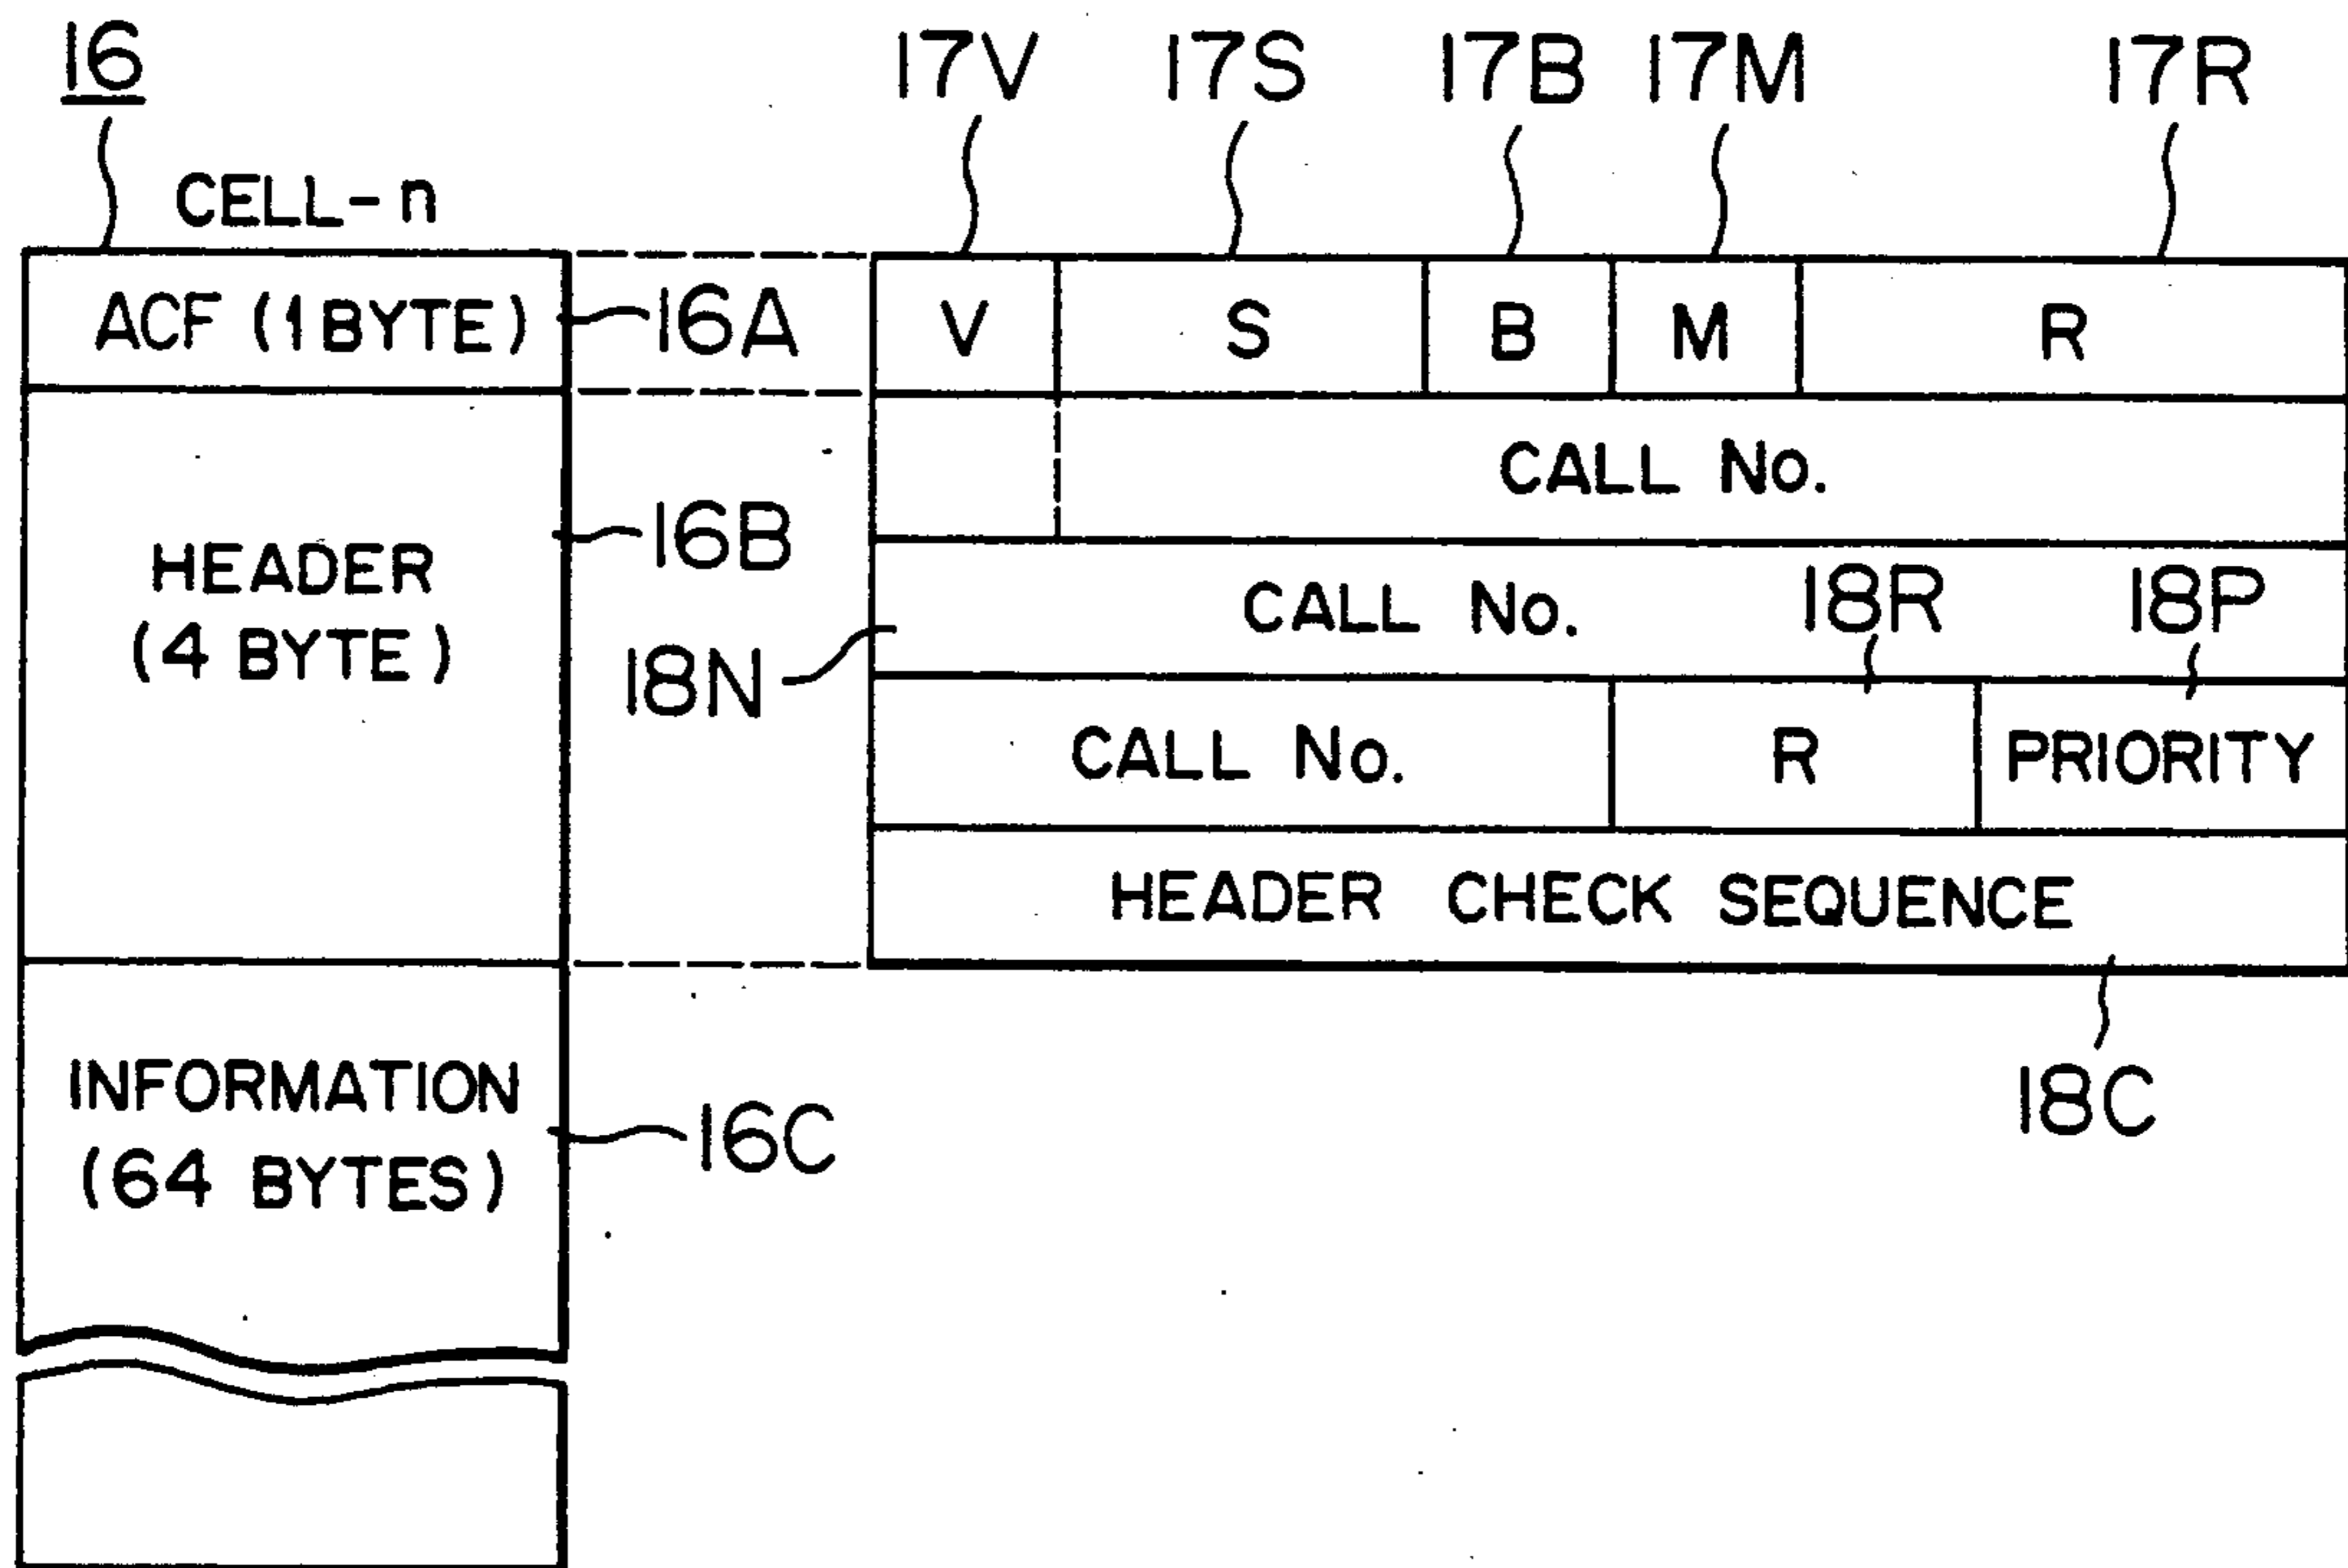 16
17V 17S 17B 17M 17R
CELL-n
ACF (1 BYTE)
16A
V S B M R
CALL No.
HEADER
(4 BYTE)
16B
CALL No.
18R 18P
18N
CALL No. R PRIORITY
HEADER CHECK SEQUENCE
INFORMATION
(64 BYTES)
16C
18C